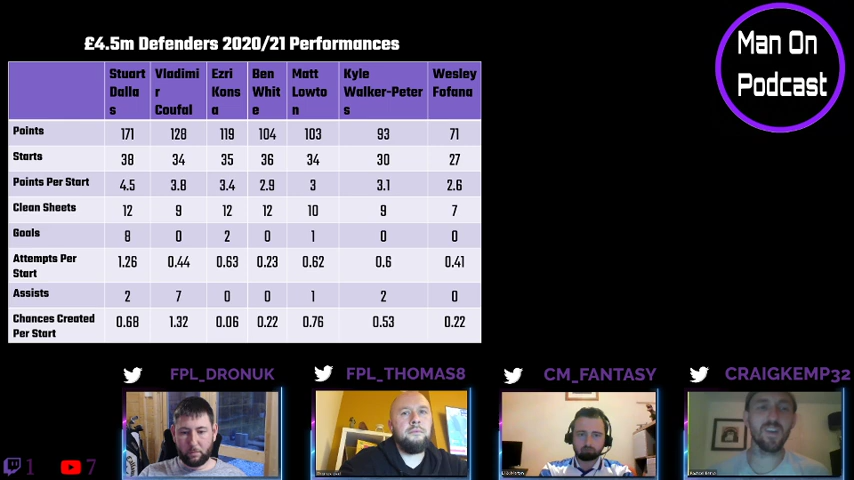 £4.5m Defenders 2020/21 Performances
Man On
Podcast
Stuart Dallas Vladimir Coufal Ezri Konsa Ben White Matt Lowton Kyle Walker-Peters Wesley Fofana
Points 171 128 119 104 103 93 71
Starts 38 34 35 36 34 30 27
Points Per Start 4.5 3.8 3.4 2.9 3 3.1 2.6
Clean Sheets 12 9 12 12 10 9 7
Goals 8 0 2 0 1 0 0
Attempts Per Start 1.26 0.44 0.63 0.23 0.62 0.6 0.41
Assists 2 7 0 0 1 2 0
Chances Created Per Start 0.68 1.32 0.06 0.22 0.76 0.53 0.22
FPL_DRONUK FPL_THOMAS8 CM_FANTASY CRAIGKEMP32
1 7